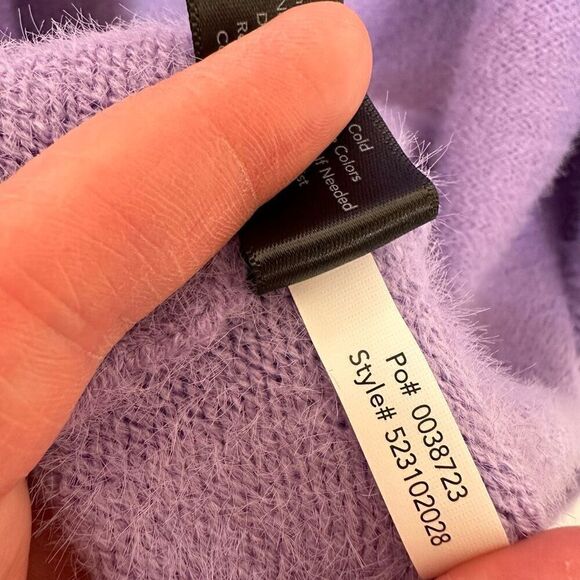 Cold
Colors
If Needed
Po# 0038723
Style# 523102028